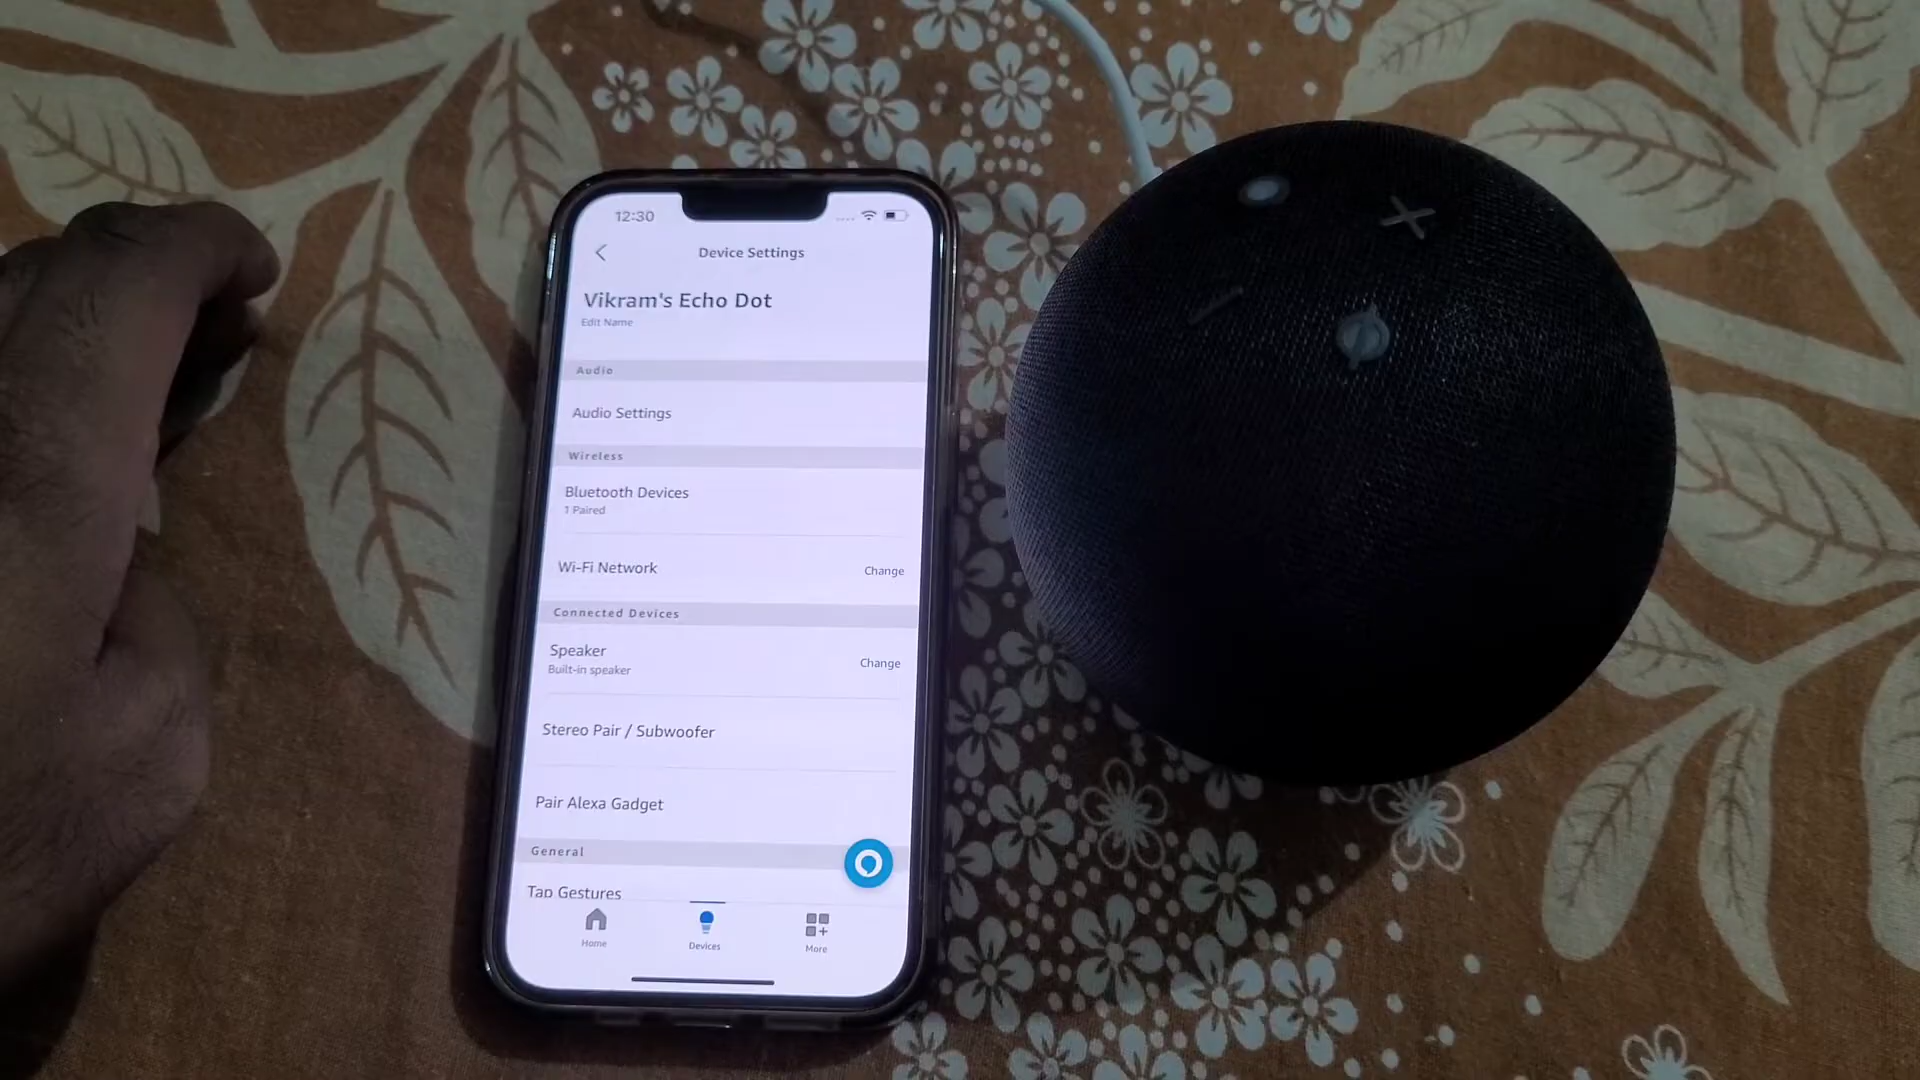 12:30
Device Settings
Vikram's Echo Dot
Edit Name
Audio
Audio Settings
Wireless
Bluetooth Devices
1 Paired
Wi-Fi Network
Change
Connected Devices
Speaker
Built-in speaker
Change
Stereo Pair / Subwoofer
Pair Alexa Gadget
General
Tap Gestures
Home
Devices
More